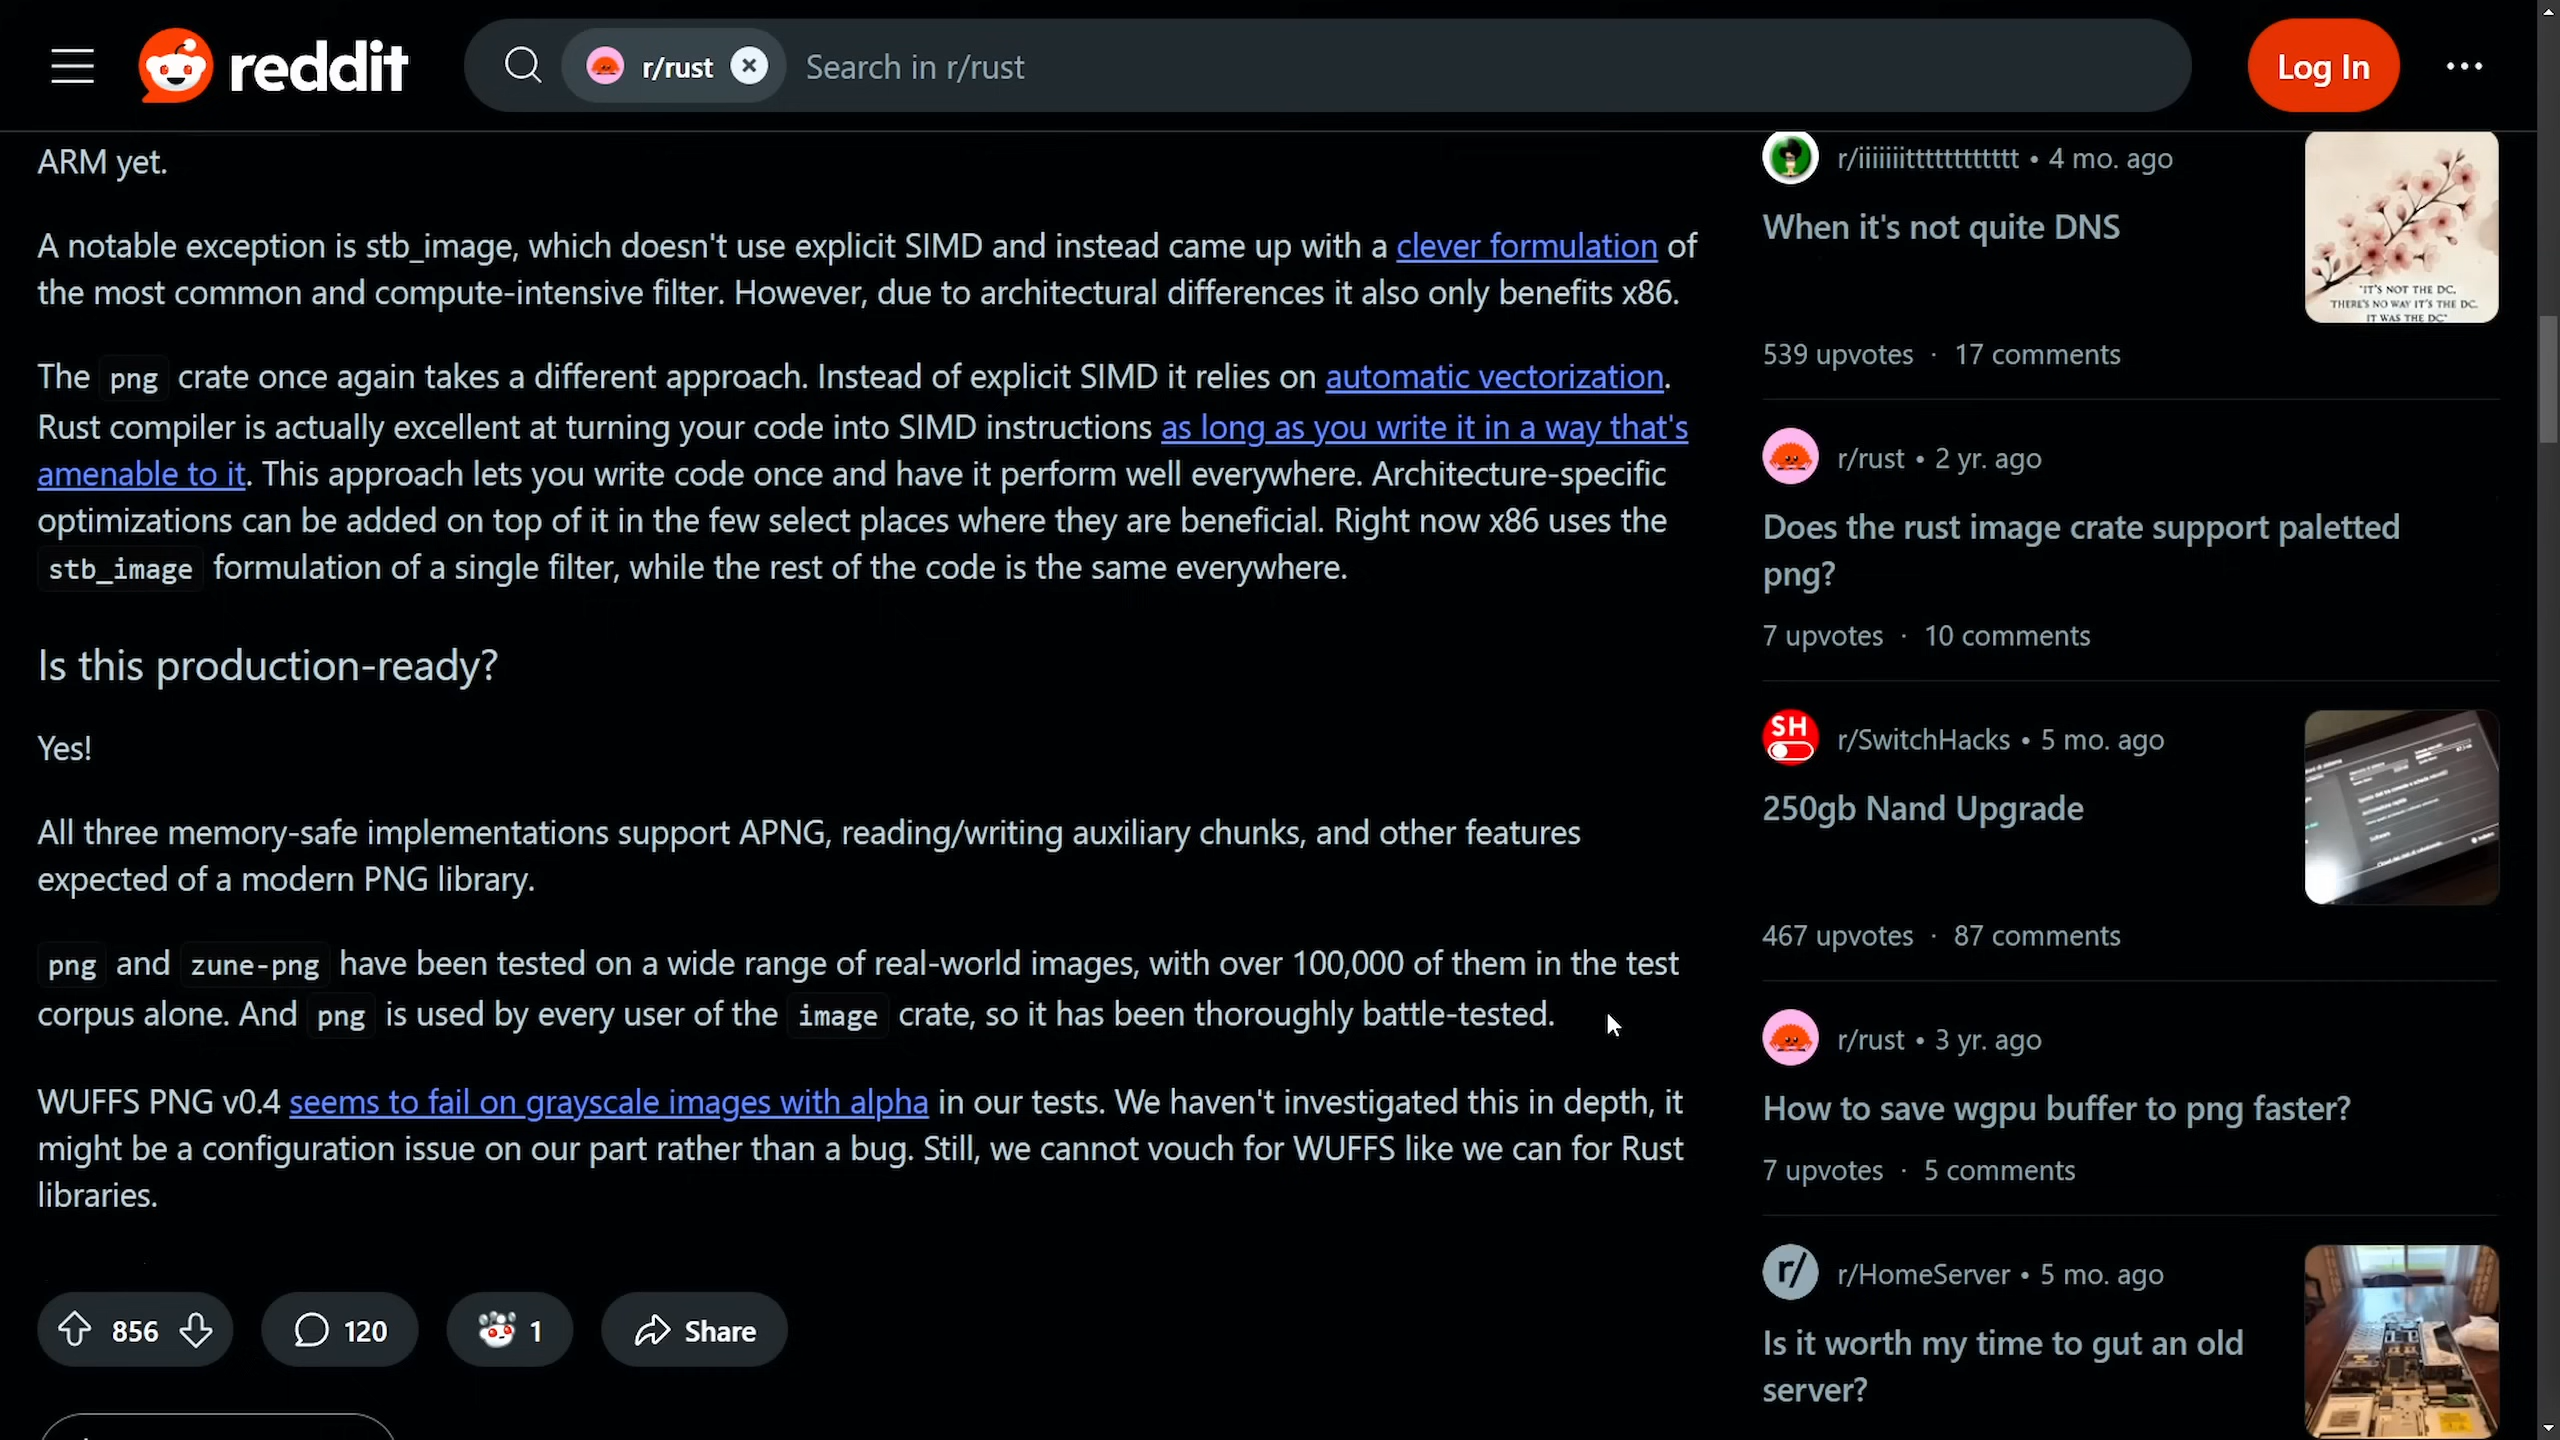 reddit
r/rust
Search in r/rust
Log In
ARM yet.
A notable exception is stb_image, which doesn't use explicit SIMD and instead came up with a clever formulation of
the most common and compute-intensive filter. However, due to architectural differences it also only benefits x86.
The png crate once again takes a different approach. Instead of explicit SIMD it relies on automatic vectorization.
Rust compiler is actually excellent at turning your code into SIMD instructions as long as you write it in a way that's
amenable to it. This approach lets you write code once and have it perform well everywhere. Architecture-specific
optimizations can be added on top of it in the few select places where they are beneficial. Right now x86 uses the
stb_image formulation of a single filter, while the rest of the code is the same everywhere.
Is this production-ready?
Yes!
All three memory-safe implementations support APNG, reading/writing auxiliary chunks, and other features
expected of a modern PNG library.
png and zune-png have been tested on a wide range of real-world images, with over 100,000 of them in the test
corpus alone. And png is used by every user of the image crate, so it has been thoroughly battle-tested.
WUFFS PNG v0.4 seems to fail on grayscale images with alpha in our tests. We haven't investigated this in depth, it
might be a configuration issue on our part rather than a bug. Still, we cannot vouch for WUFFS like we can for Rust
libraries.
856
120
1
Share
r/iiiiiiitttttttttttt • 4 mo. ago
When it's not quite DNS
"IT'S NOT THE DC,
THERE'S NO WAY IT'S THE DC.
IT WAS THE DC"
539 upvotes · 17 comments
r/rust • 2 yr. ago
Does the rust image crate support paletted
png?
7 upvotes · 10 comments
SH
r/SwitchHacks • 5 mo. ago
250gb Nand Upgrade
467 upvotes · 87 comments
r/rust • 3 yr. ago
How to save wgpu buffer to png faster?
7 upvotes · 5 comments
r/
r/HomeServer • 5 mo. ago
Is it worth my time to gut an old
server?